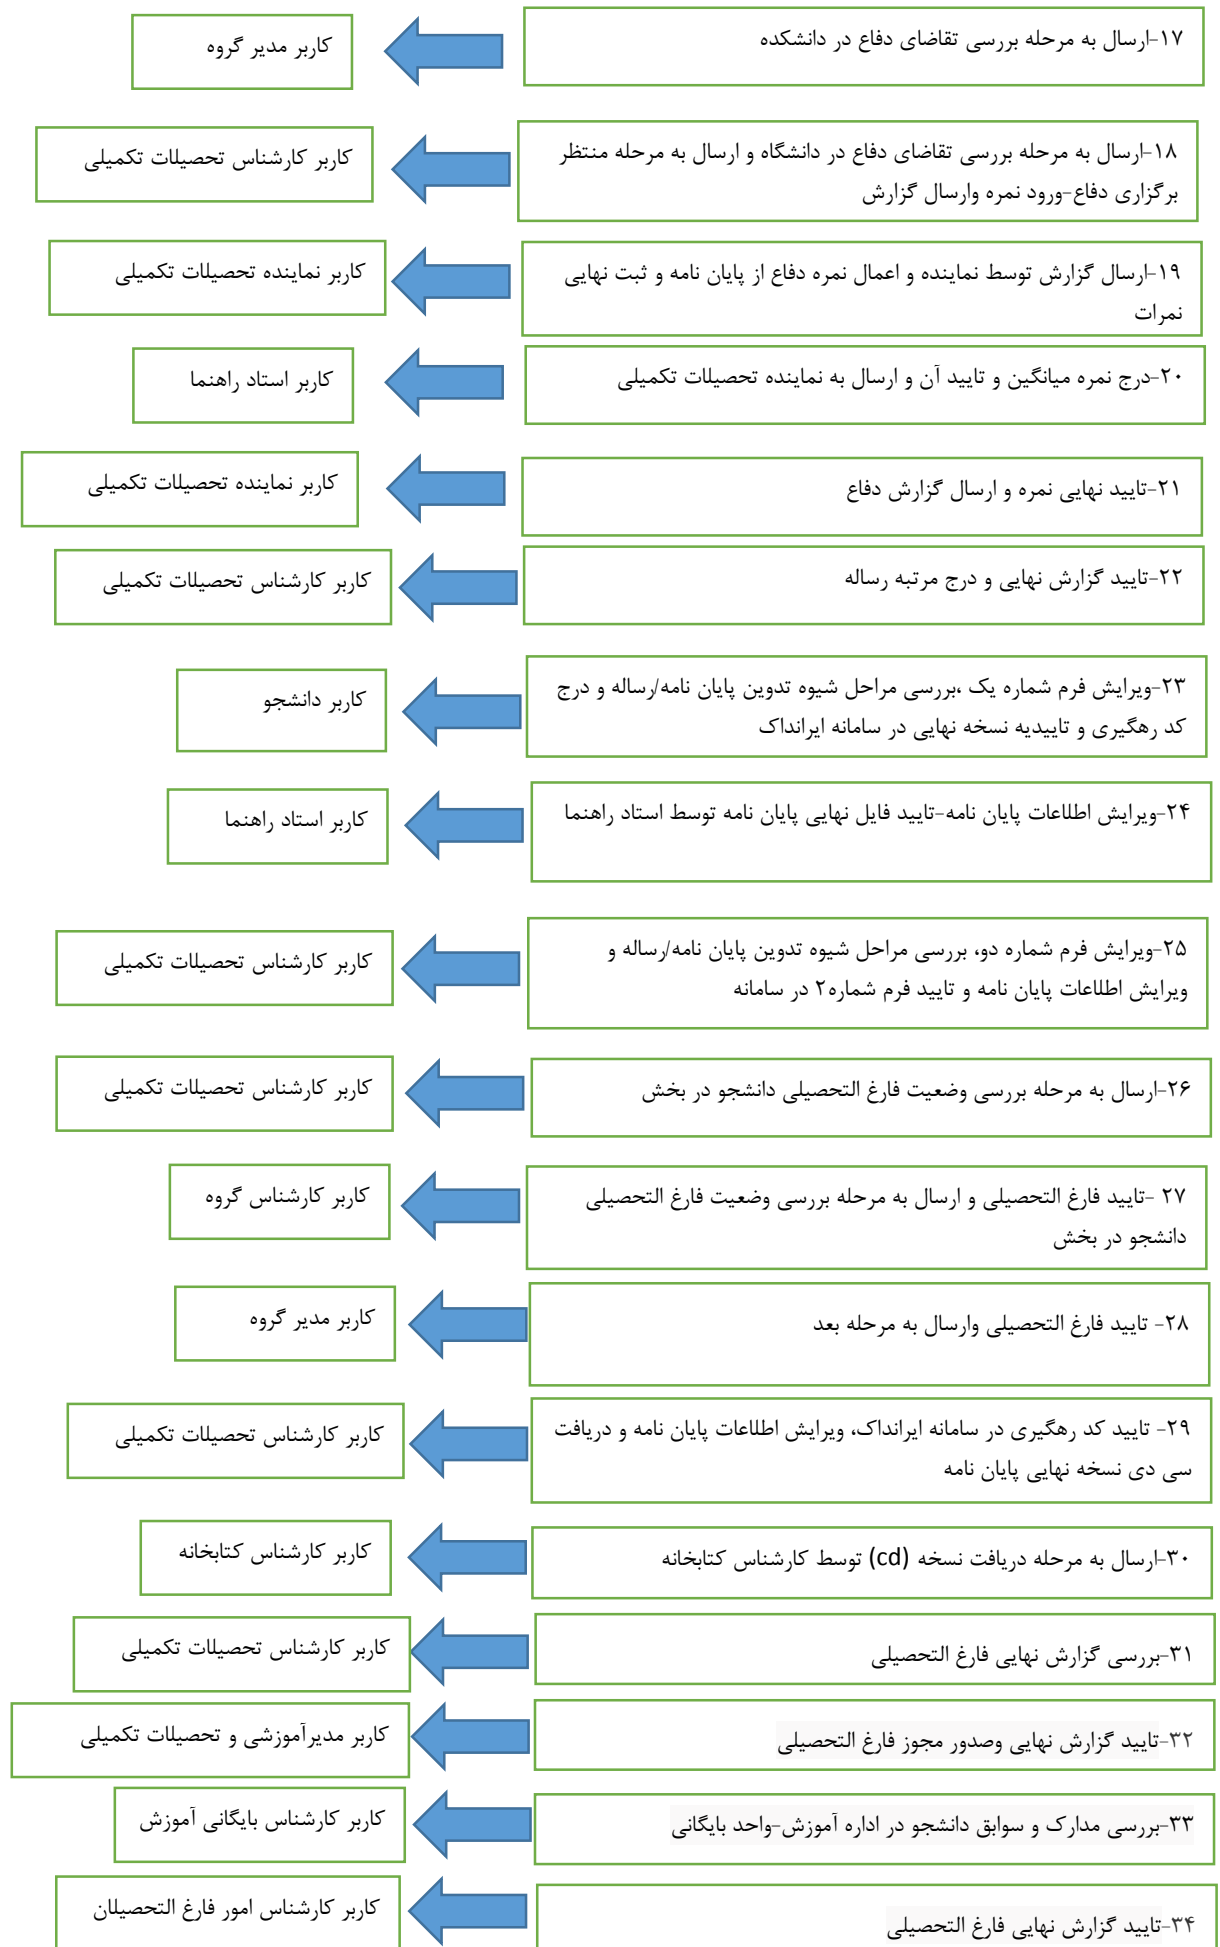 ۱۷-ارسال به مرحله بررسی تقاضای دفاع در دانشکده
کاربر مدیر گروه
۱۸-ارسال به مرحله بررسی تقاضای دفاع در دانشگاه و ارسال به مرحله منتظر
برگزاری دفاع-ورود نمره وارسال گزارش
کاربر کارشناس تحصیلات تکمیلی
۱۹-ارسال گزارش توسط نماینده و اعمال نمره دفاع از پایان نامه و ثبت نهایی
نمرات
کاربر نماینده تحصیلات تکمیلی
۲۰-درج نمره میانگین و تایید آن و ارسال به نماینده تحصیلات تکمیلی
کاربر استاد راهنما
۲۱-تایید نهایی نمره و ارسال گزارش دفاع
کاربر نماینده تحصیلات تکمیلی
۲۲-تایید گزارش نهایی و درج مرتبه رساله
کاربر کارشناس تحصیلات تکمیلی
۲۳-ویرایش فرم شماره یک ،بررسی مراحل شیوه تدوین پایان نامه/رساله و درج
کد رهگیری و تاییدیه نسخه نهایی در سامانه ایرانداک
کاربر دانشجو
۲۴-ویرایش اطلاعات پایان نامه-تایید فایل نهایی پایان نامه توسط استاد راهنما
کاربر استاد راهنما
۲۵-ویرایش فرم شماره دو، بررسی مراحل شیوه تدوین پایان نامه/رساله و
ویرایش اطلاعات پایان نامه و تایید فرم شماره۲ در سامانه
کاربر کارشناس تحصیلات تکمیلی
۲۶-ارسال به مرحله بررسی وضعیت فارغ التحصیلی دانشجو در بخش
کاربر کارشناس تحصیلات تکمیلی
۲۷ -تایید فارغ التحصیلی و ارسال به مرحله بررسی وضعیت فارغ التحصیلی
دانشجو در بخش
کاربر کارشناس گروه
۲۸- تایید فارغ التحصیلی وارسال به مرحله بعد
کاربر مدیر گروه
۲۹- تایید کد رهگیری در سامانه ایرانداک، ویرایش اطلاعات پایان نامه و دریافت
سی دی نسخه نهایی پایان نامه
کاربر کارشناس تحصیلات تکمیلی
۳۰-ارسال به مرحله دریافت نسخه (cd) توسط کارشناس کتابخانه
کاربر کارشناس کتابخانه
۳۱-بررسی گزارش نهایی فارغ التحصیلی
کاربر کارشناس تحصیلات تکمیلی
۳۲-تایید گزارش نهایی وصدور مجوز فارغ التحصیلی
کاربر مدیرآموزشی و تحصیلات تکمیلی
۳۳-بررسی مدارک و سوابق دانشجو در اداره آموزش-واحد بایگانی
کاربر کارشناس بایگانی آموزش
۳۴-تایید گزارش نهایی فارغ التحصیلی
کاربر کارشناس امور فارغ التحصیلان